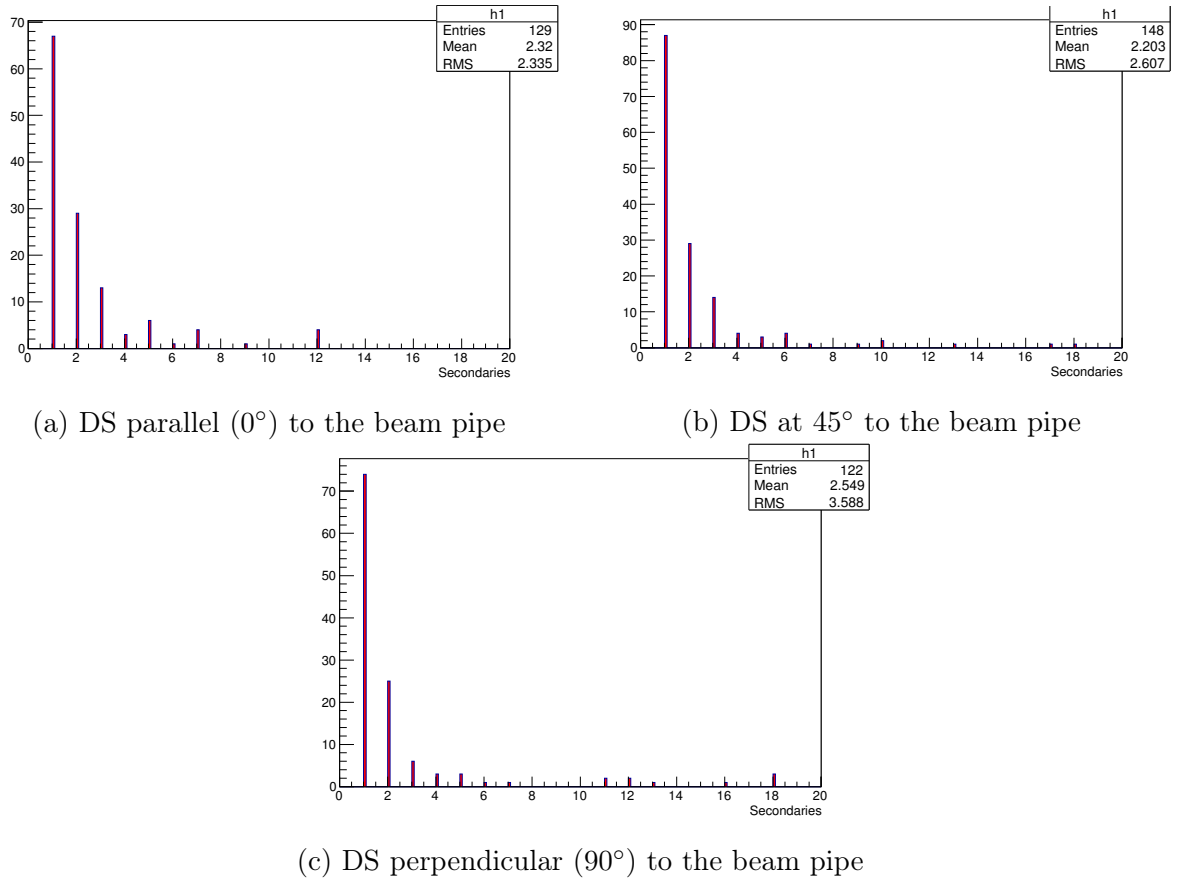 h1
Entries 129
Mean 2.32
RMS 2.335
70
60
50
40
30
20
10
0
0 2 4 6 8 10 12 14 16 18 20
Secondaries
(a) DS parallel (0°) to the beam pipe
h1
Entries 148
Mean 2.203
RMS 2.607
90
80
70
60
50
40
30
20
10
0
0 2 4 6 8 10 12 14 16 18 20
Secondaries
(b) DS at 45° to the beam pipe
h1
Entries 122
Mean 2.549
RMS 3.588
70
60
50
40
30
20
10
0
0 2 4 6 8 10 12 14 16 18 20
Secondaries
(c) DS perpendicular (90°) to the beam pipe